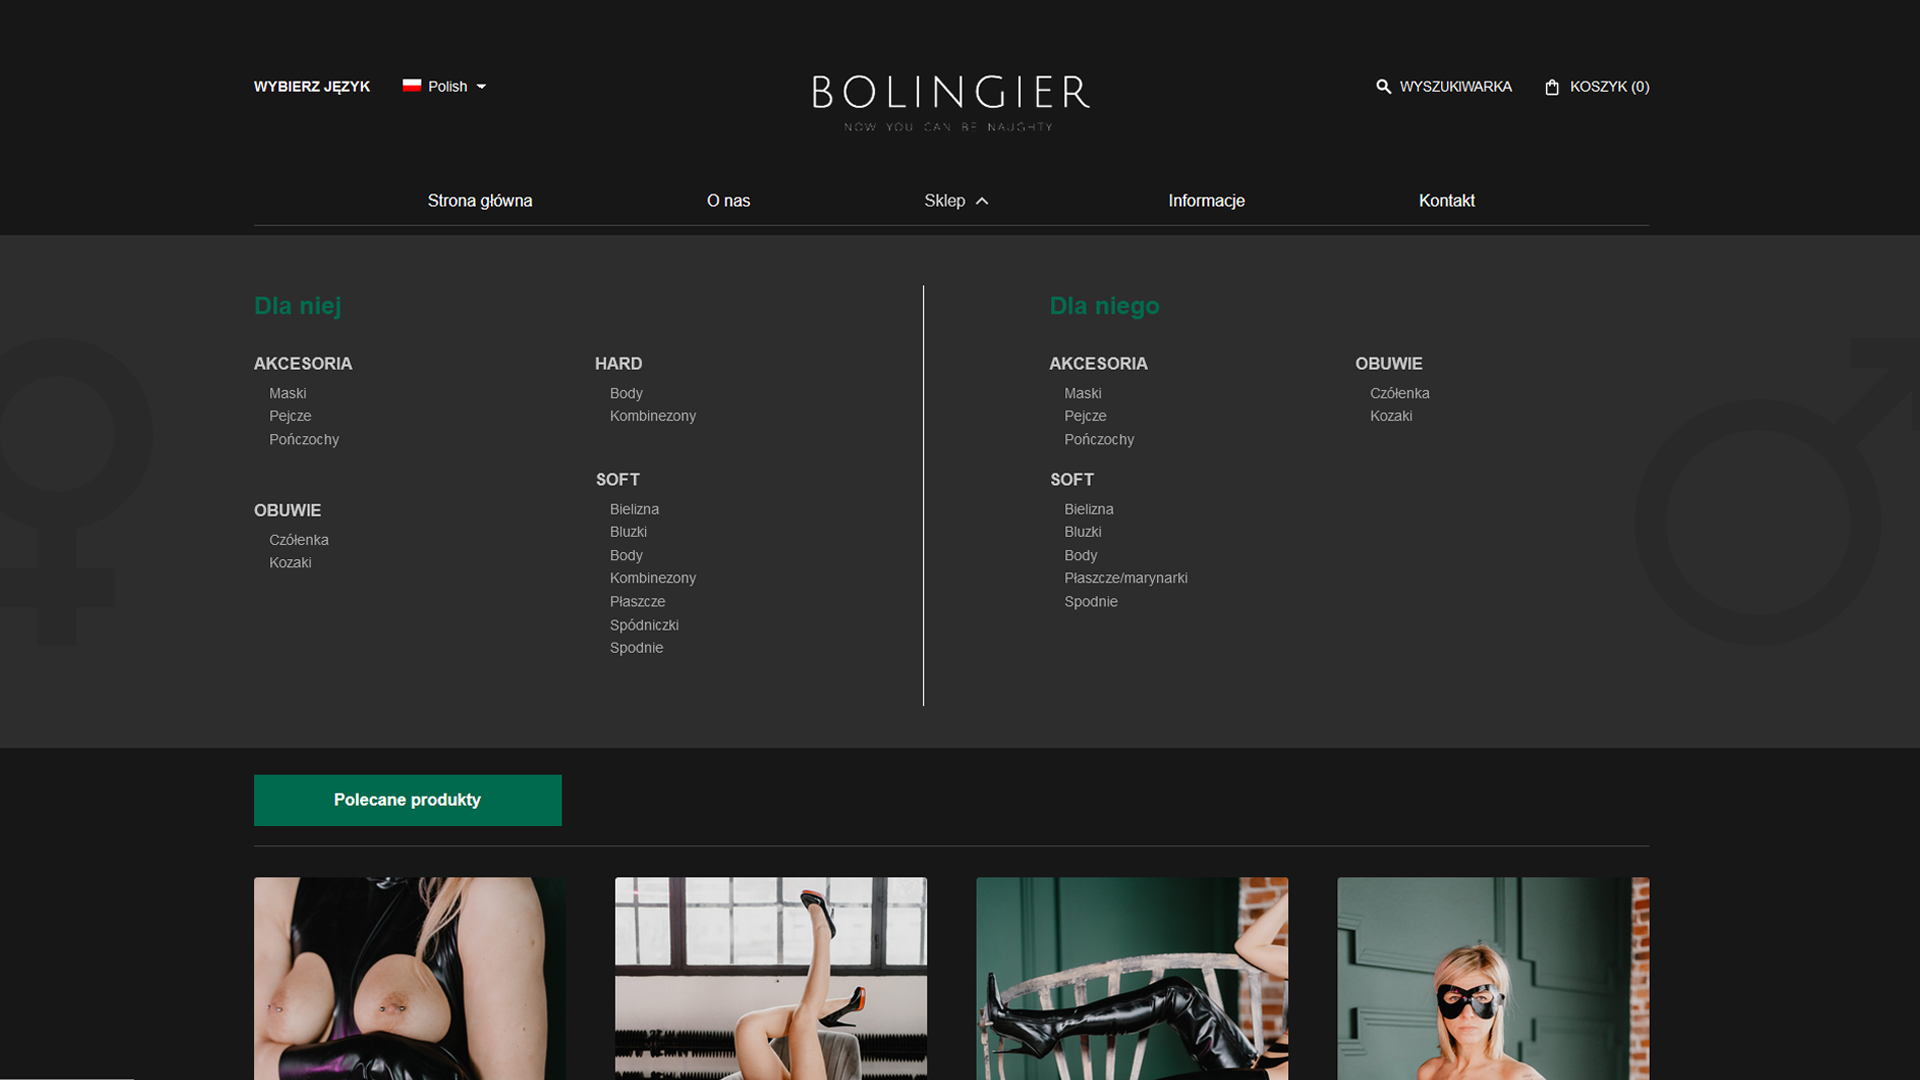 WYBIERZ JĘZYK
Polish
BOLINGIER
NOW YOU CAN BE NAUGHTY
WYSZUKIWARKA
KOSZYK (0)
Strona główna
O nas
Sklep
Informacje
Kontakt
Dla niej
AKCESORIA
Maski
Pejcze
Pończochy
OBUWIE
Czółenka
Kozaki
HARD
Body
Kombinezony
SOFT
Bielizna
Bluzki
Body
Kombinezony
Płaszcze
Spódniczki
Spodnie
Dla niego
AKCESORIA
Maski
Pejcze
Pończochy
SOFT
Bielizna
Bluzki
Body
Płaszcze/marynarki
Spodnie
OBUWIE
Czółenka
Kozaki
Polecane produkty